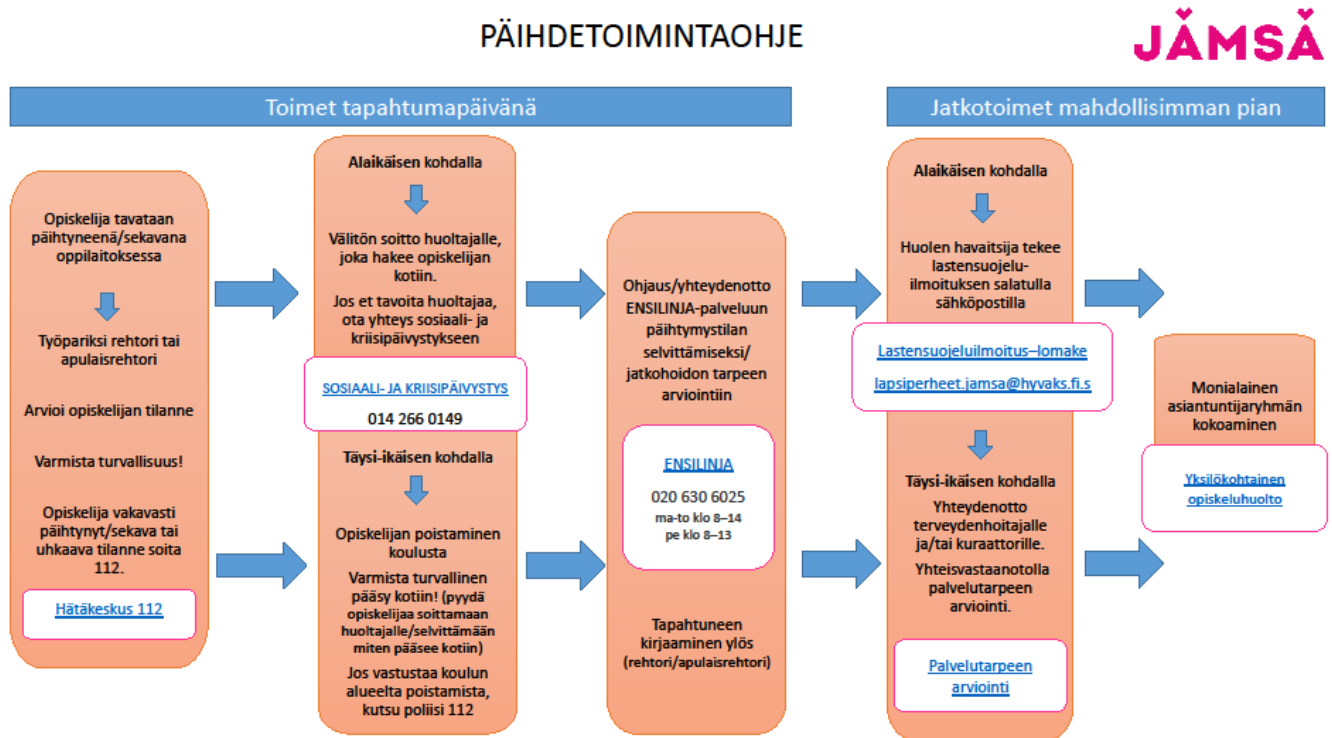 PÄIHDETOIMINTAOHJE
JÄMSÄ
Toimet tapahtumapäivänä
Jatkotoimet mahdollisimman pian
Opiskelija tavataan
päihtyneenä/sekavana
oppilaitoksessa
Työpariksi rehtori tai
apulaisrehtori
Arvioi opiskelijan tilanne
Varmista turvallisuus!
Opiskelija vakavasti
päihtynyt/sekava tai
uhkaava tilanne soita
112.
Hätäkeskus 112
Alaikäisen kohdalla
Välitön soitto huoltajalle,
joka hakee opiskelijan
kotiin.
Jos et tavoita huoltajaa,
ota yhteys sosiaali- ja
kriisipäivystykseen
SOSIAALI- JA KRIISIPÄIVYSTYS
014 266 0149
Täysi-ikäisen kohdalla
Opiskelijan poistaminen
koulusta
Varmista turvallinen
pääsy kotiin! (pyydä
opiskelijaa soittamaan
huoltajalle/selvittämään
miten pääsee kotiin)
Jos vastustaa koulun
alueelta poistamista,
kutsu poliisi 112
Ohjaus/yhteydenotto
ENSILINJA-palveluun
päihtymystilan
selvittämiseksi/
jatkohoidon tarpeen
arviointiin
ENSILINJA
020 630 6025
ma-to klo 8–14
pe klo 8–13
Tapahtuneen
kirjaaminen ylös
(rehtori/apulaisrehtori)
Alaikäisen kohdalla
Huolen havaitsija tekee
lastensuojelu-
ilmoituksen salatulla
sähköpostilla
Lastensuojeluilmoitus–lomake
lapsiperheet.jamsa@hyvaks.fi.s
Täysi-ikäisen kohdalla
Yhteydenotto
terveydenhoitajalle
ja/tai kuraattorille.
Yhteisvastaanotolla
palvelutarpeen
arviointi.
Palvelutarpeen
arviointi
Monialainen
asiantuntijaryhmän
kokoaminen
Yksilökohtainen
opiskeluhuolto